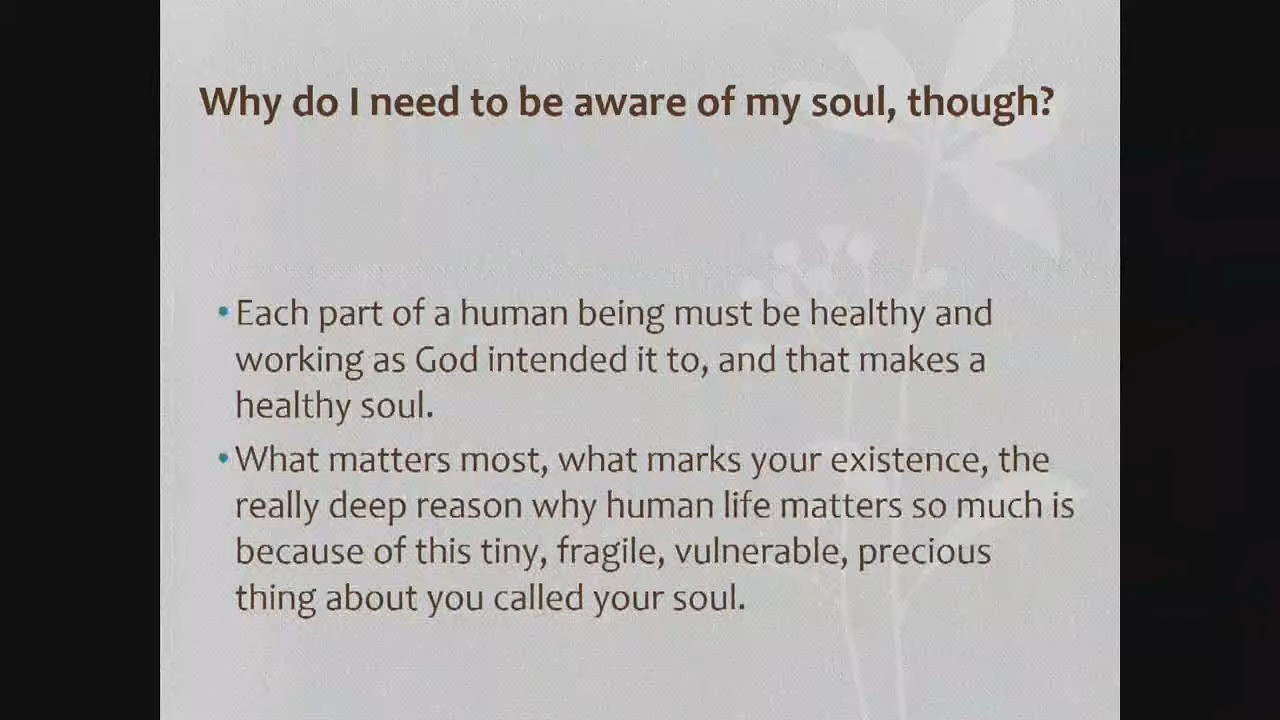 Why do I need to be aware of my soul, though?
•Each part of a human being must be healthy and
working as God intended it to, and that makes a
healthy soul.
•What matters most, what marks your existence, the
really deep reason why human life matters so much is
because of this tiny, fragile, vulnerable, precious
thing about you called your soul.